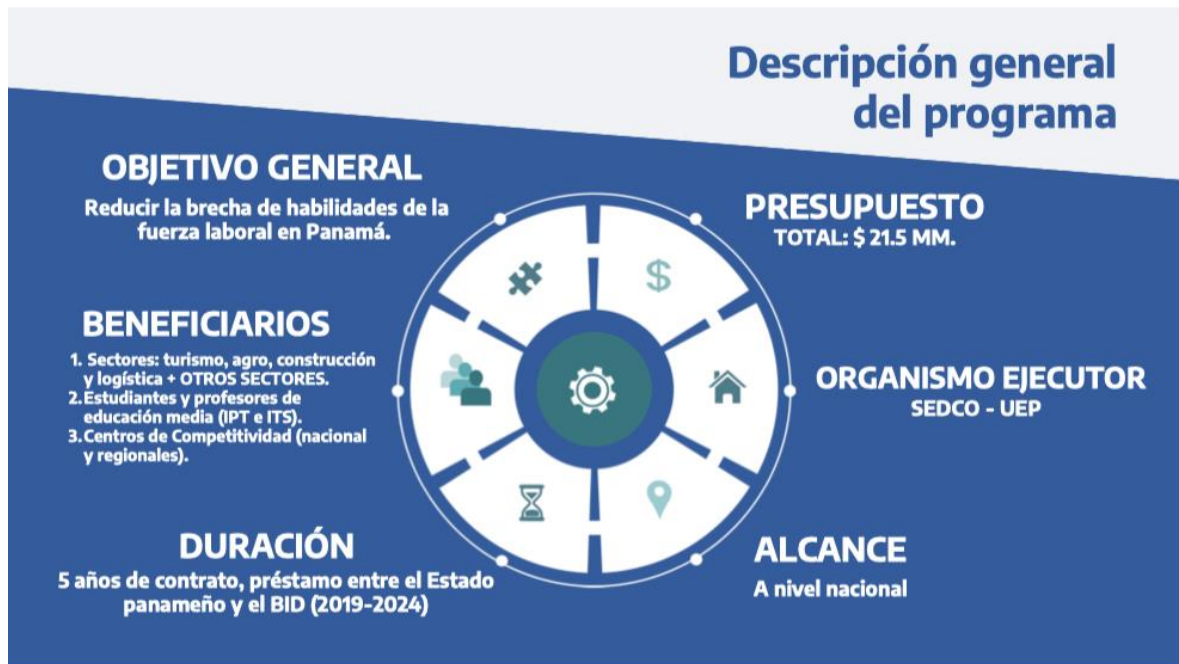 Descripción general
del programa
OBJETIVO GENERAL
Reducir la brecha de habilidades de la
fuerza laboral en Panamá.
BENEFICIARIOS
1. Sectores: turismo, agro, construcción
y logística + OTROS SECTORES.
2. Estudiantes y profesores de
educación media (IPT e ITS).
3. Centros de Competitividad (nacional
y regionales).
DURACIÓN
5 años de contrato, préstamo entre el Estado
panameño y el BID (2019-2024)
PRESUPUESTO
TOTAL: $ 21.5 MM.
$
ORGANISMO EJECUTOR
SEDCO - UEP
ALCANCE
A nivel nacional